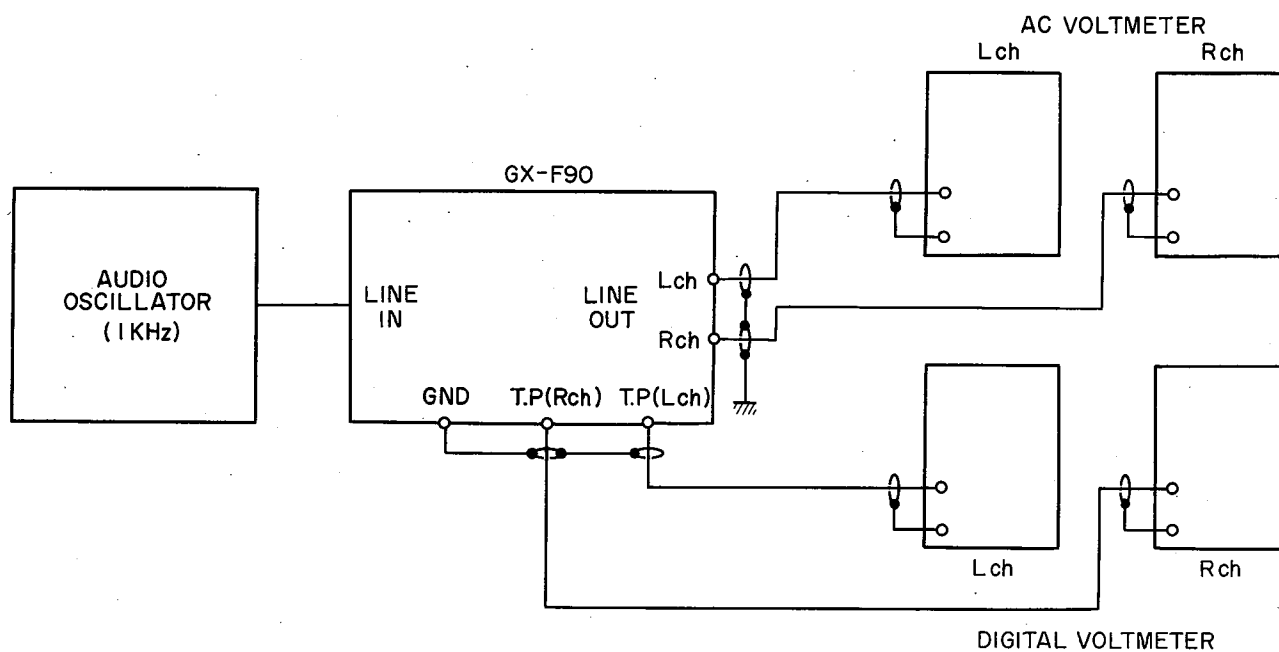 AC VOLTMETER
Lch
Rch
GX-F90
AUDIO
OSCILLATOR
(1KHz)
LINE
IN
LINE
OUT
Lch
Rch
GND
T.P(Rch)
T.P(Lch)
Lch
Rch
DIGITAL VOLTMETER